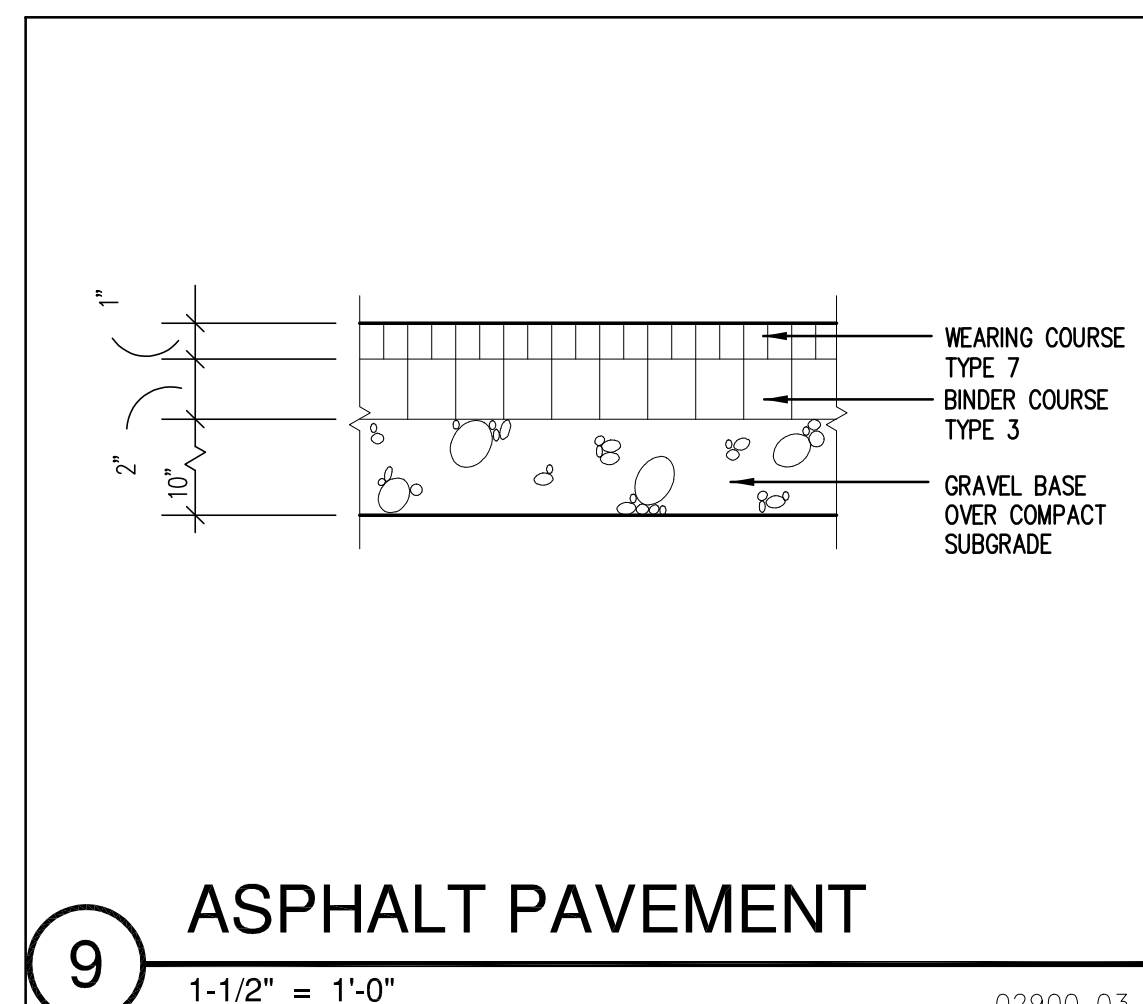 1"
2"
10"
WEARING COURSE
TYPE 7
BINDER COURSE
TYPE 3
GRAVEL BASE
OVER COMPACT
SUBGRADE
ASPHALT PAVEMENT
9
1-1/2" = 1'-0"
02900_03